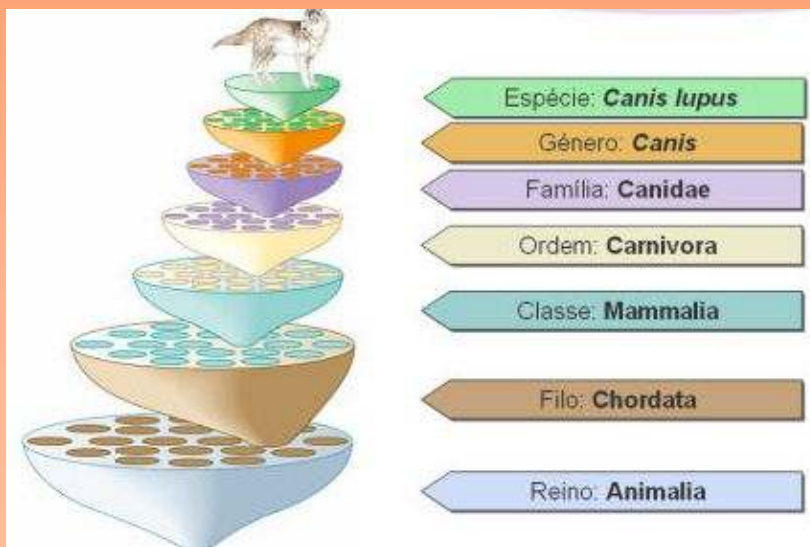 Espécie: Canis lupus
Género: Canis
Família: Canidae
Ordem: Carnivora
Classe: Mammalia
Filo: Chordata
Reino: Animalia